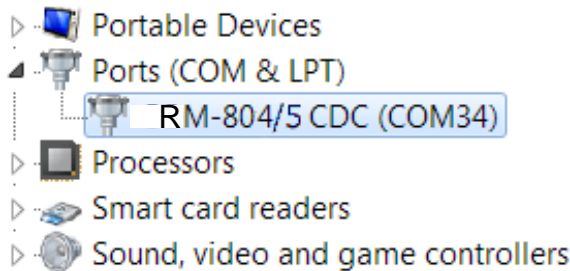 Portable Devices
Ports (COM & LPT)
RM-804/5 CDC (COM34)
Processors
Smart card readers
Sound, video and game controllers